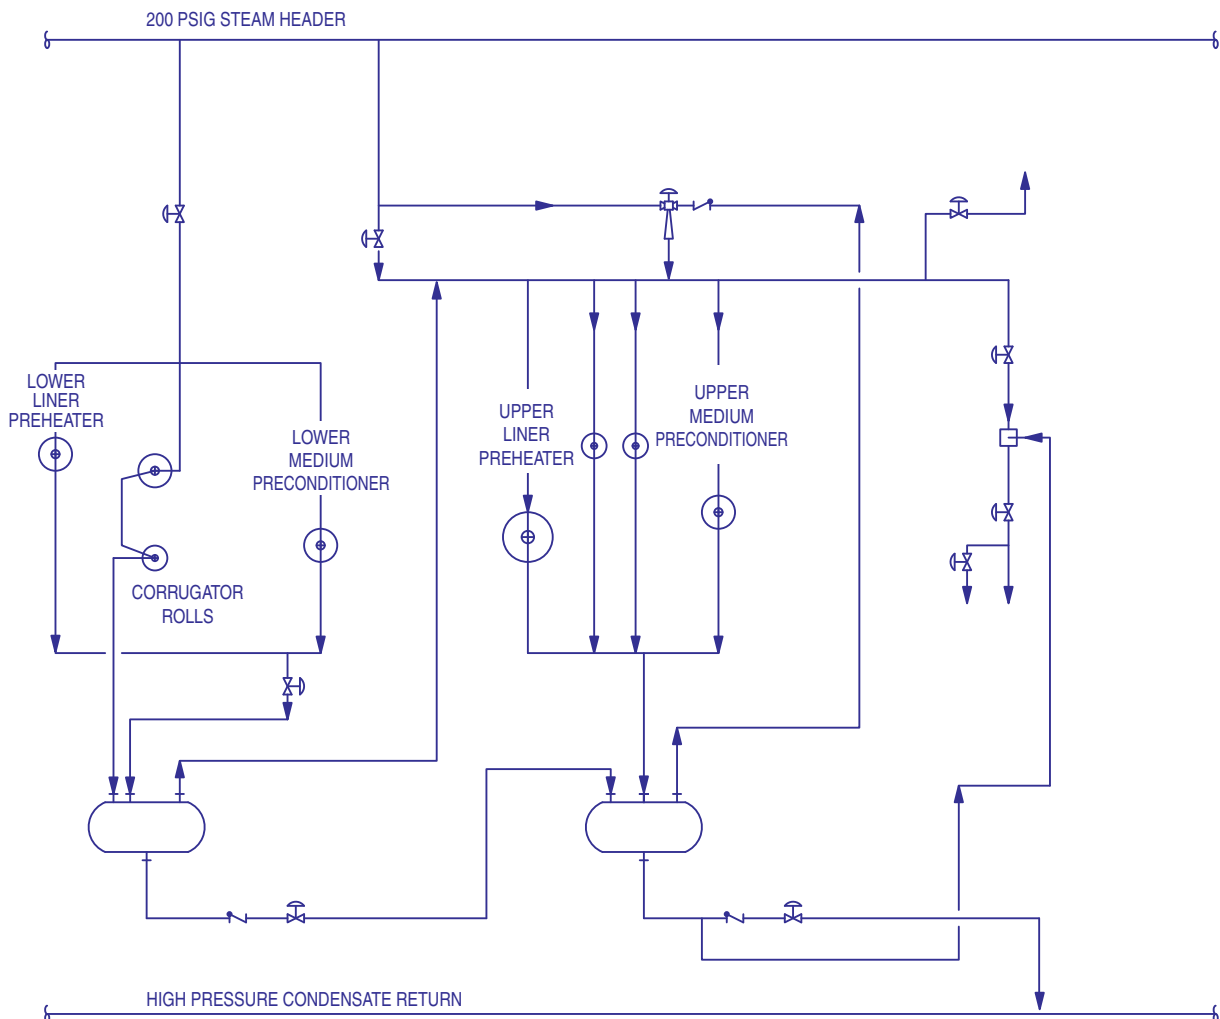 200 PSIG STEAM HEADER
LOWER
LINER
PREHEATER
LOWER
MEDIUM
PRECONDITIONER
CORRUGATOR
ROLLS
UPPER
LINER
PREHEATER
UPPER
MEDIUM
PRECONDITIONER
HIGH PRESSURE CONDENSATE RETURN